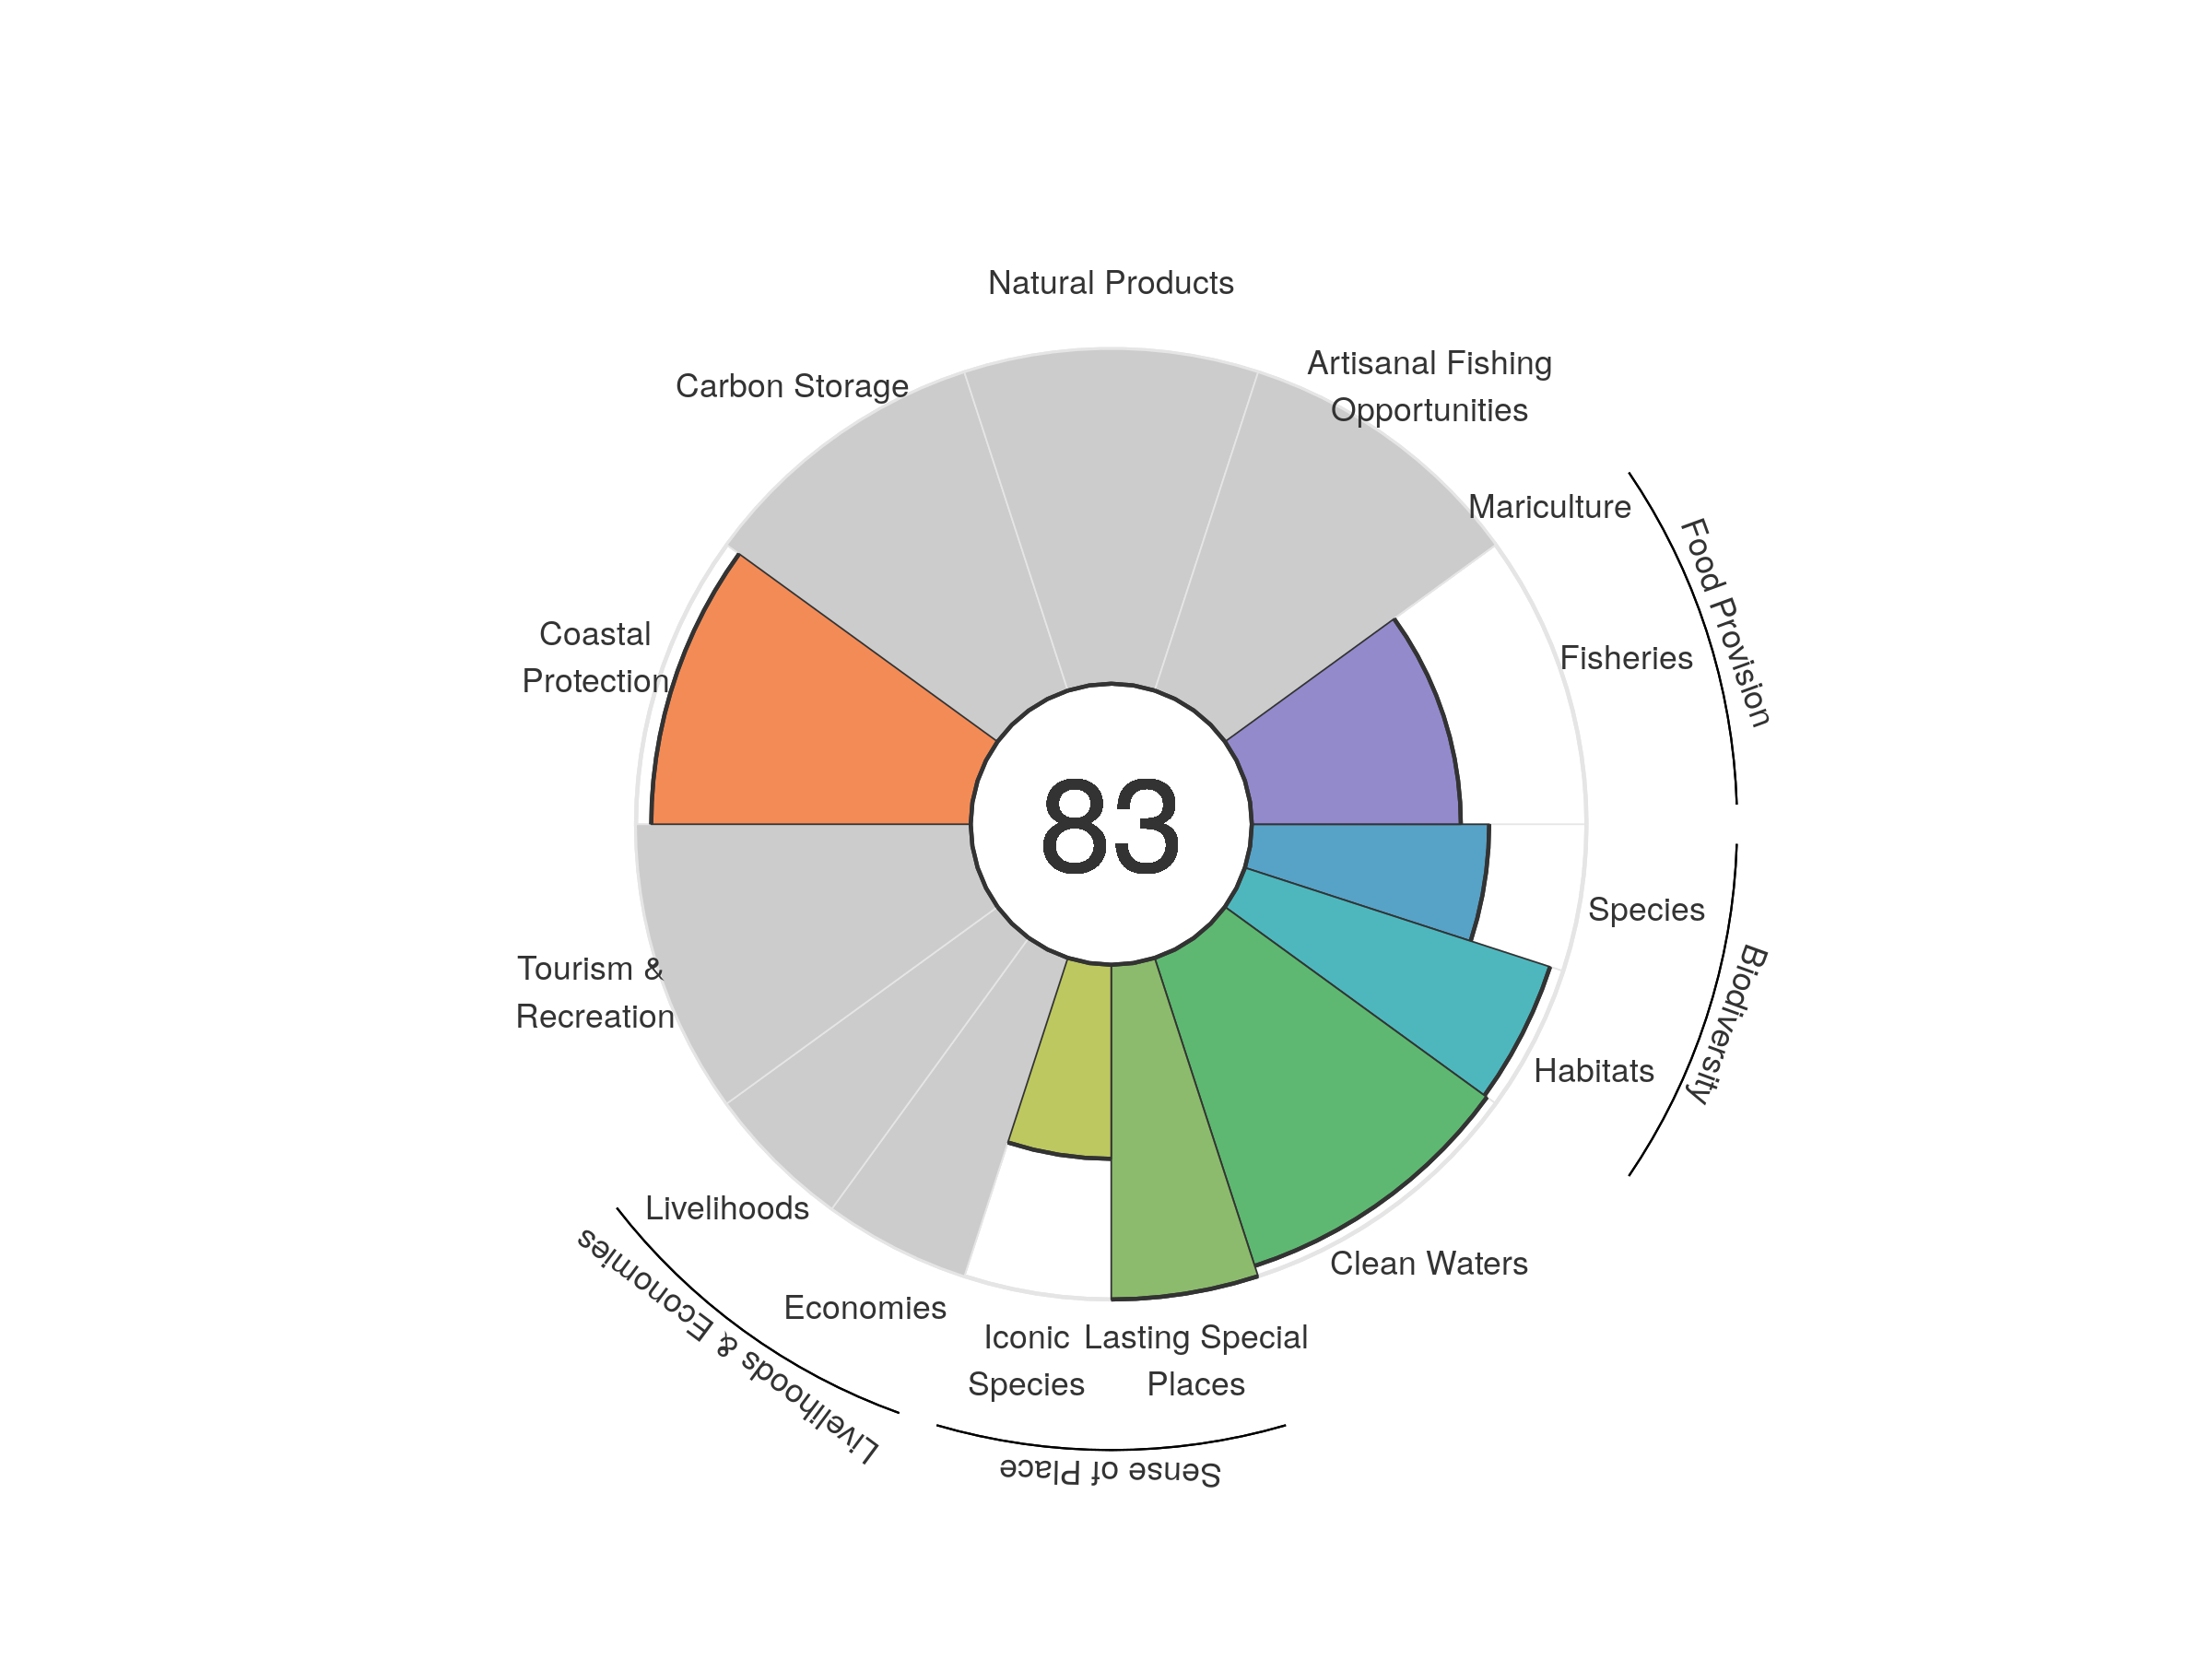 Natural Products
Artisanal Fishing
Opportunities
Carbon Storage
Mariculture
Food Provision
Fisheries
Coastal
Protection
83
Species
Biodiversity
Habitats
Tourism &
Recreation
Livelihoods
Livelihoods & Economies
Economies
Clean Waters
Iconic
Species
Lasting Special
Places
Sense of Place